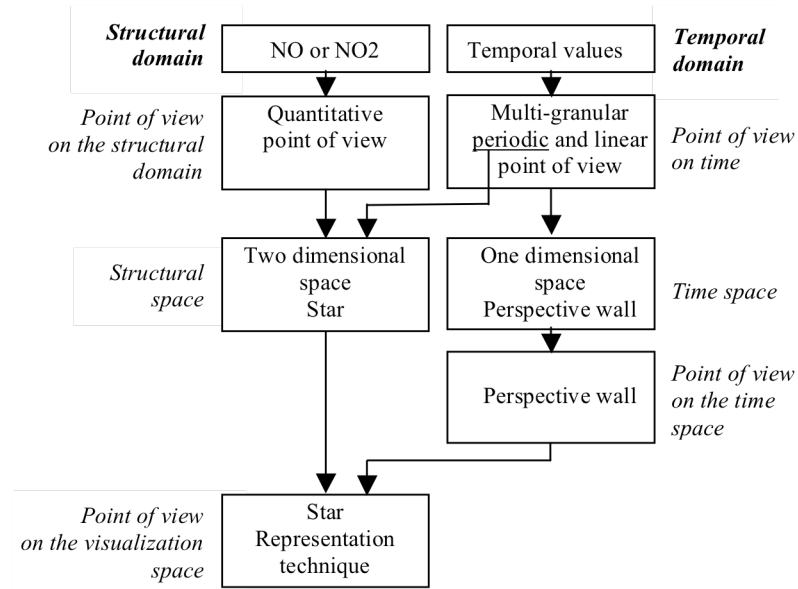 Structural
domain
NO or NO2
Temporal values
Temporal
domain
Point of view
on the structural
domain
Quantitative
point of view
Multi-granular
periodic and linear
point of view
Point of view
on time
Structural
space
Two dimensional
space
Star
One dimensional
space
Perspective wall
Time space
Perspective wall
Point of view
on the time
space
Point of view
on the visualization
space
Star
Representation
technique